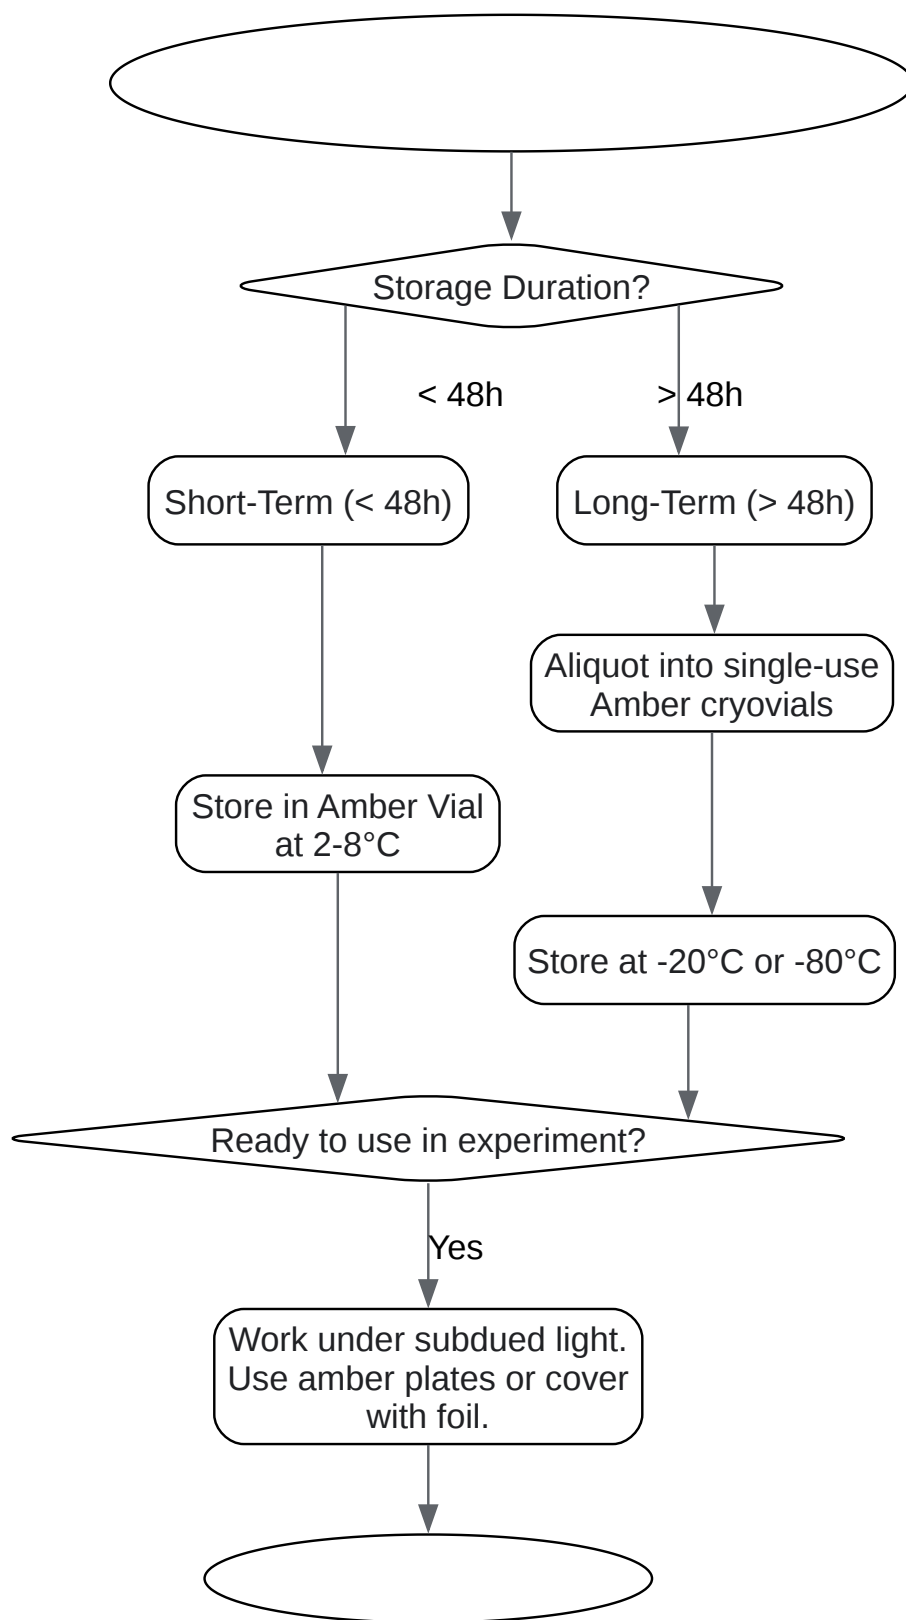 Storage Duration?
< 48h
> 48h
Short-Term (< 48h)
Long-Term (> 48h)
Aliquot into single-use
Amber cryovials
Store in Amber Vial
at 2-8°C
Store at -20°C or -80°C
Ready to use in experiment?
Yes
Work under subdued light.
Use amber plates or cover
with foil.